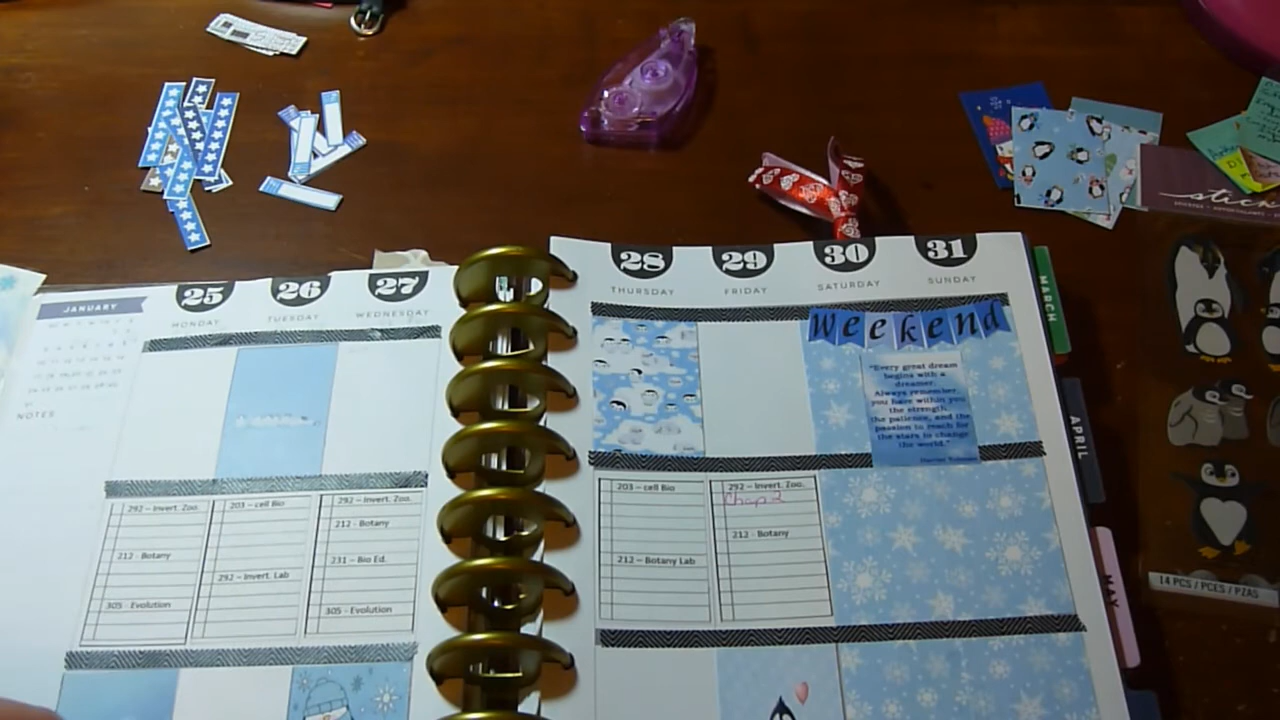 JANUARY
NOTES
25
MONDAY
26
TUESDAY
27
WEDNESDAY
28
THURSDAY
29
FRIDAY
30
SATURDAY
31
SUNDAY
Weekend
"Every great dream
begins with a
dreamer.
Always remember,
you have within you
the strength,
the patience, and the
passion to reach for
the stars to change
the world."
292 - Invert. Zoo.
212 - Botany
305 - Evolution
203 - cell Bio
292 - Invert. Lab
292 - Invert. Zoo.
212 - Botany
231 - Bio Ed.
305 - Evolution
203 - cell Bio
212 - Botany Lab
292 - Invert. Zoo.
Chap 2
212 - Botany
MARCH
APRIL
MAY
14 PCS / PCES / PZAS